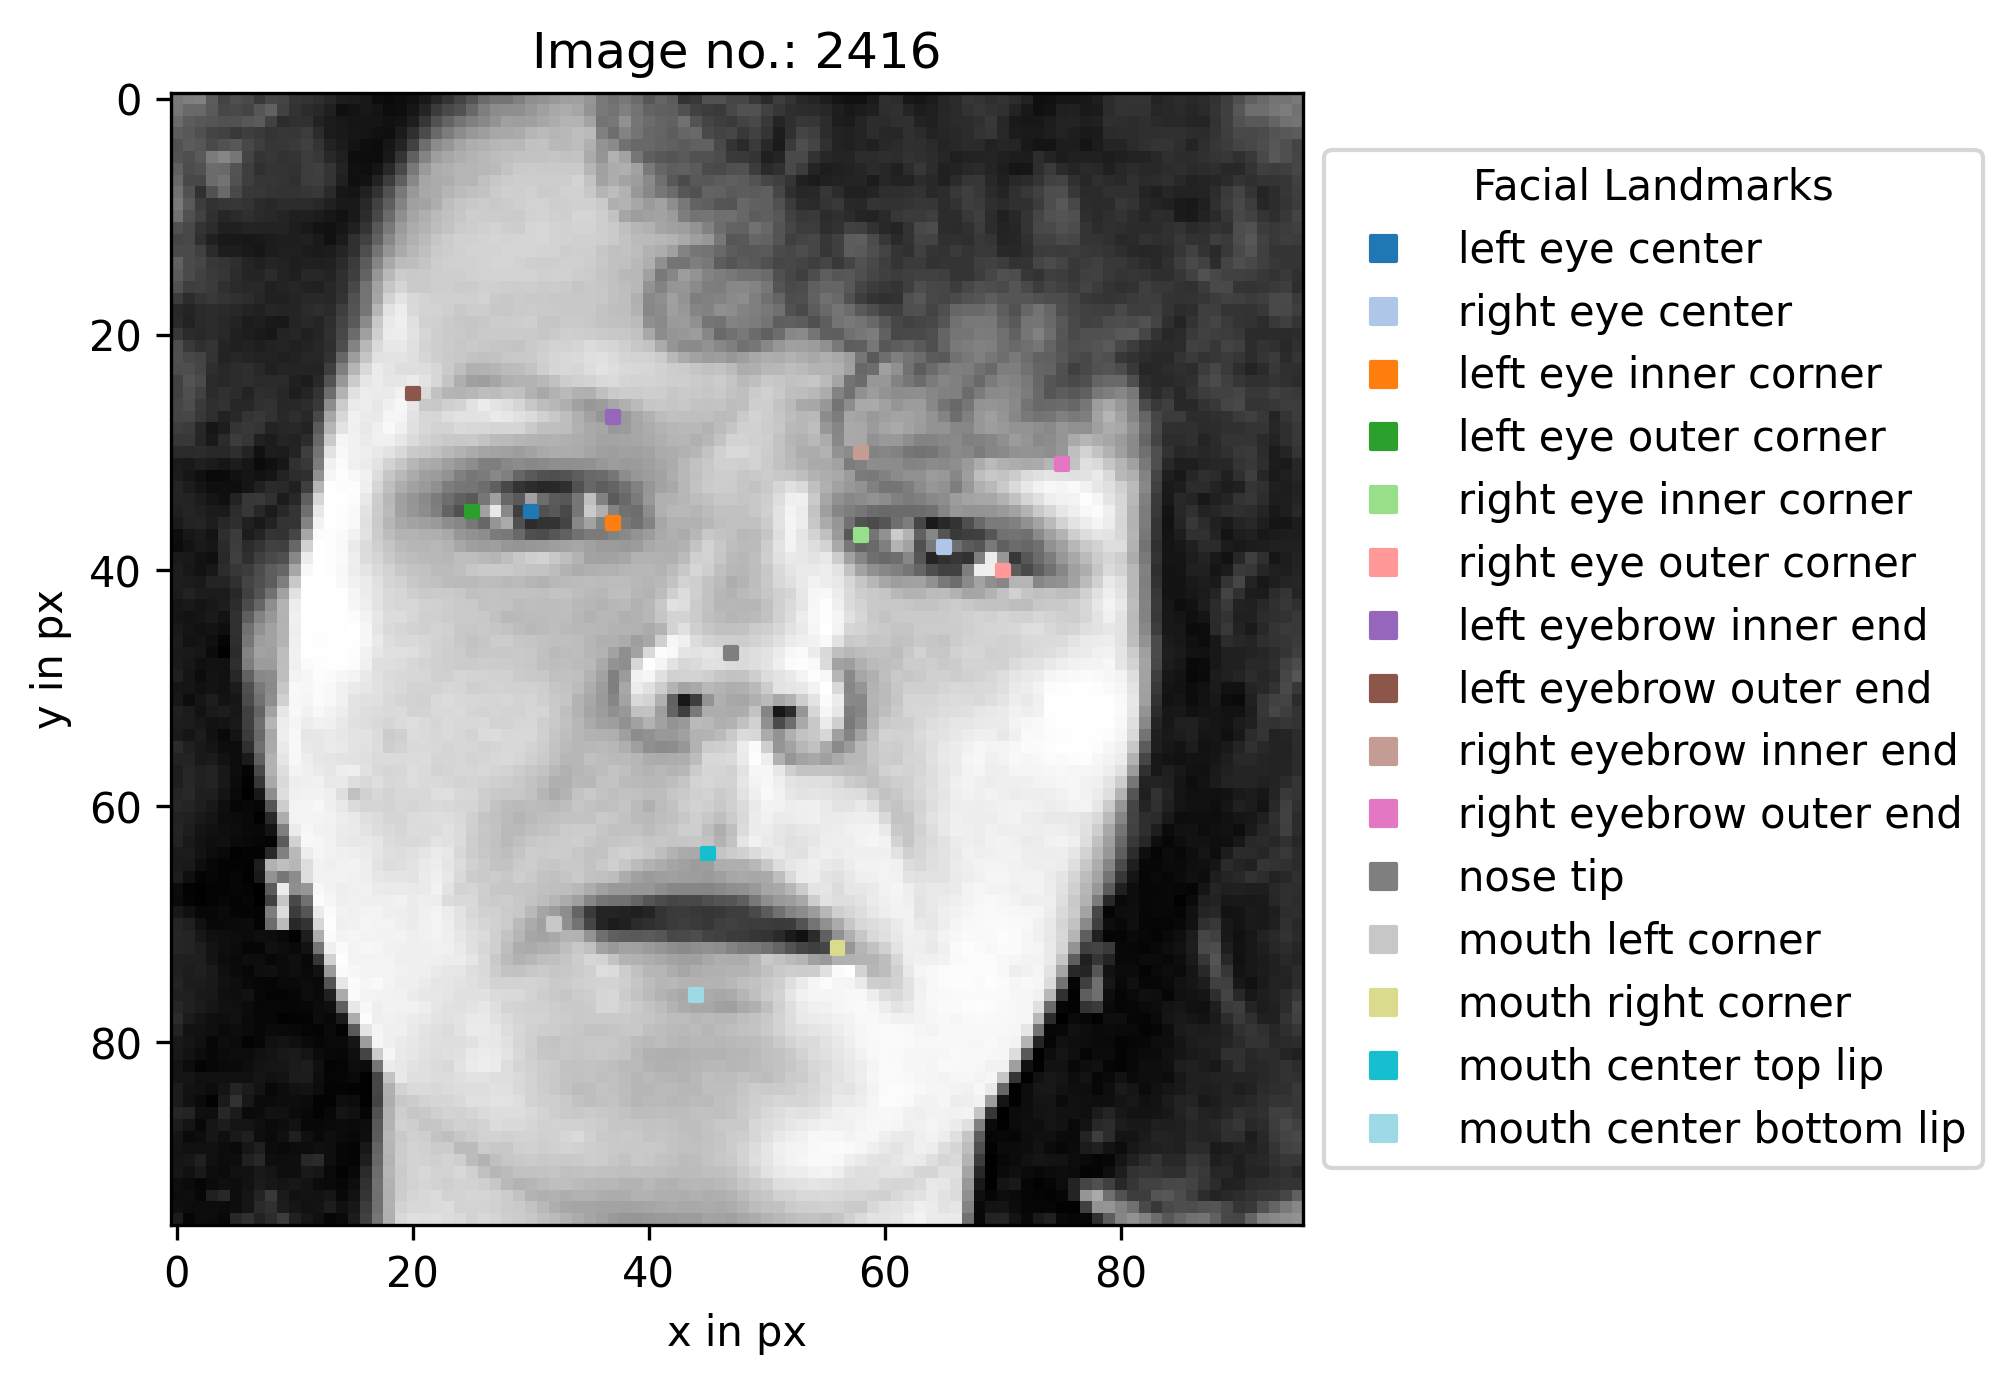 Image no.: 2416
0
20
40
60
80
y in px
0 20 40 60 80
x in px
Facial Landmarks
left eye center
right eye center
left eye inner corner
left eye outer corner
right eye inner corner
right eye outer corner
left eyebrow inner end
left eyebrow outer end
right eyebrow inner end
right eyebrow outer end
nose tip
mouth left corner
mouth right corner
mouth center top lip
mouth center bottom lip